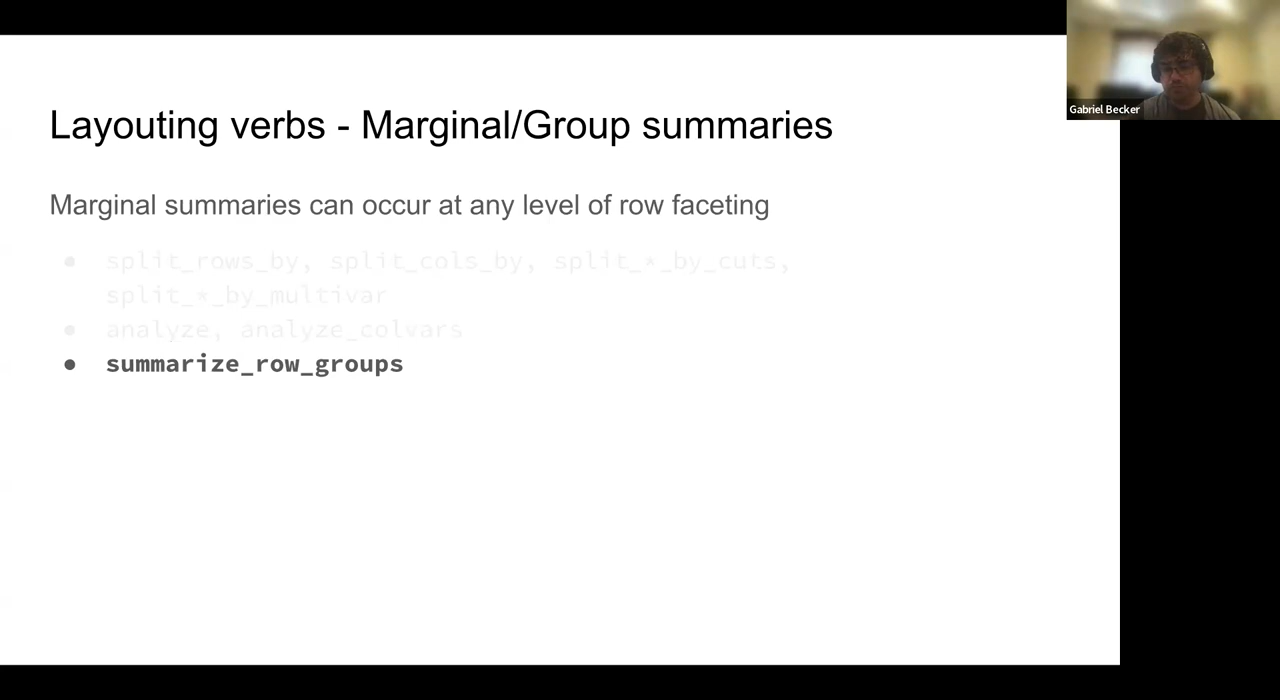 Gabriel Becker
Layouting verbs - Marginal/Group summaries
Marginal summaries can occur at any level of row faceting
● split_rows_by, split_cols_by, split_*_by_cuts,
split_*_by_multivar
● analyze, analyze_colvars
● summarize_row_groups